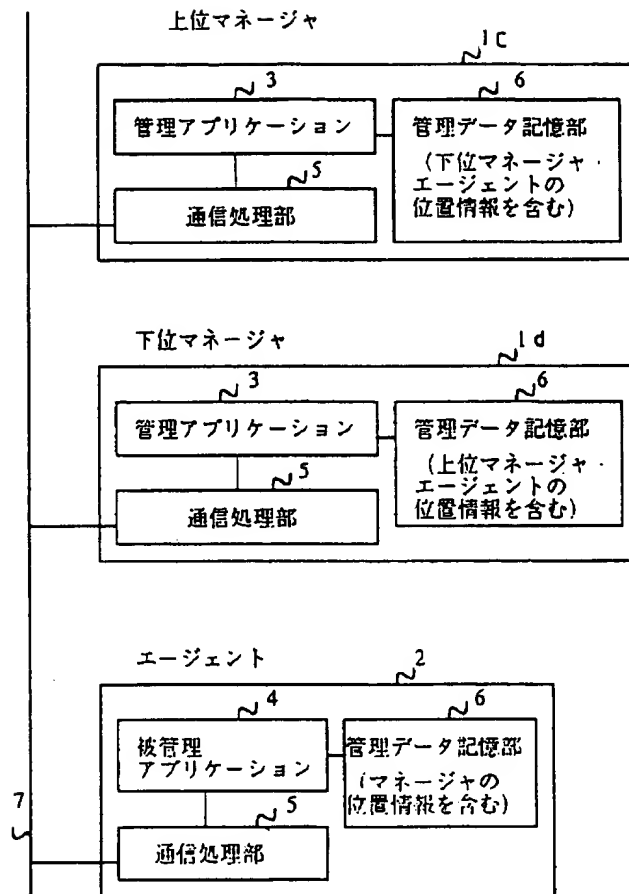 上位マネージャ
1c
3
6
管理アプリケーション
管理データ記憶部
(下位マネージャ・
エージェントの
位置情報を含む)
5
通信処理部
下位マネージャ
1d
3
6
管理アプリケーション
管理データ記憶部
(上位マネージャ・
エージェントの
位置情報を含む)
5
通信処理部
エージェント
2
4
6
被管理
アプリケーション
管理データ記憶部
(マネージャの
位置情報を含む)
5
通信処理部
7